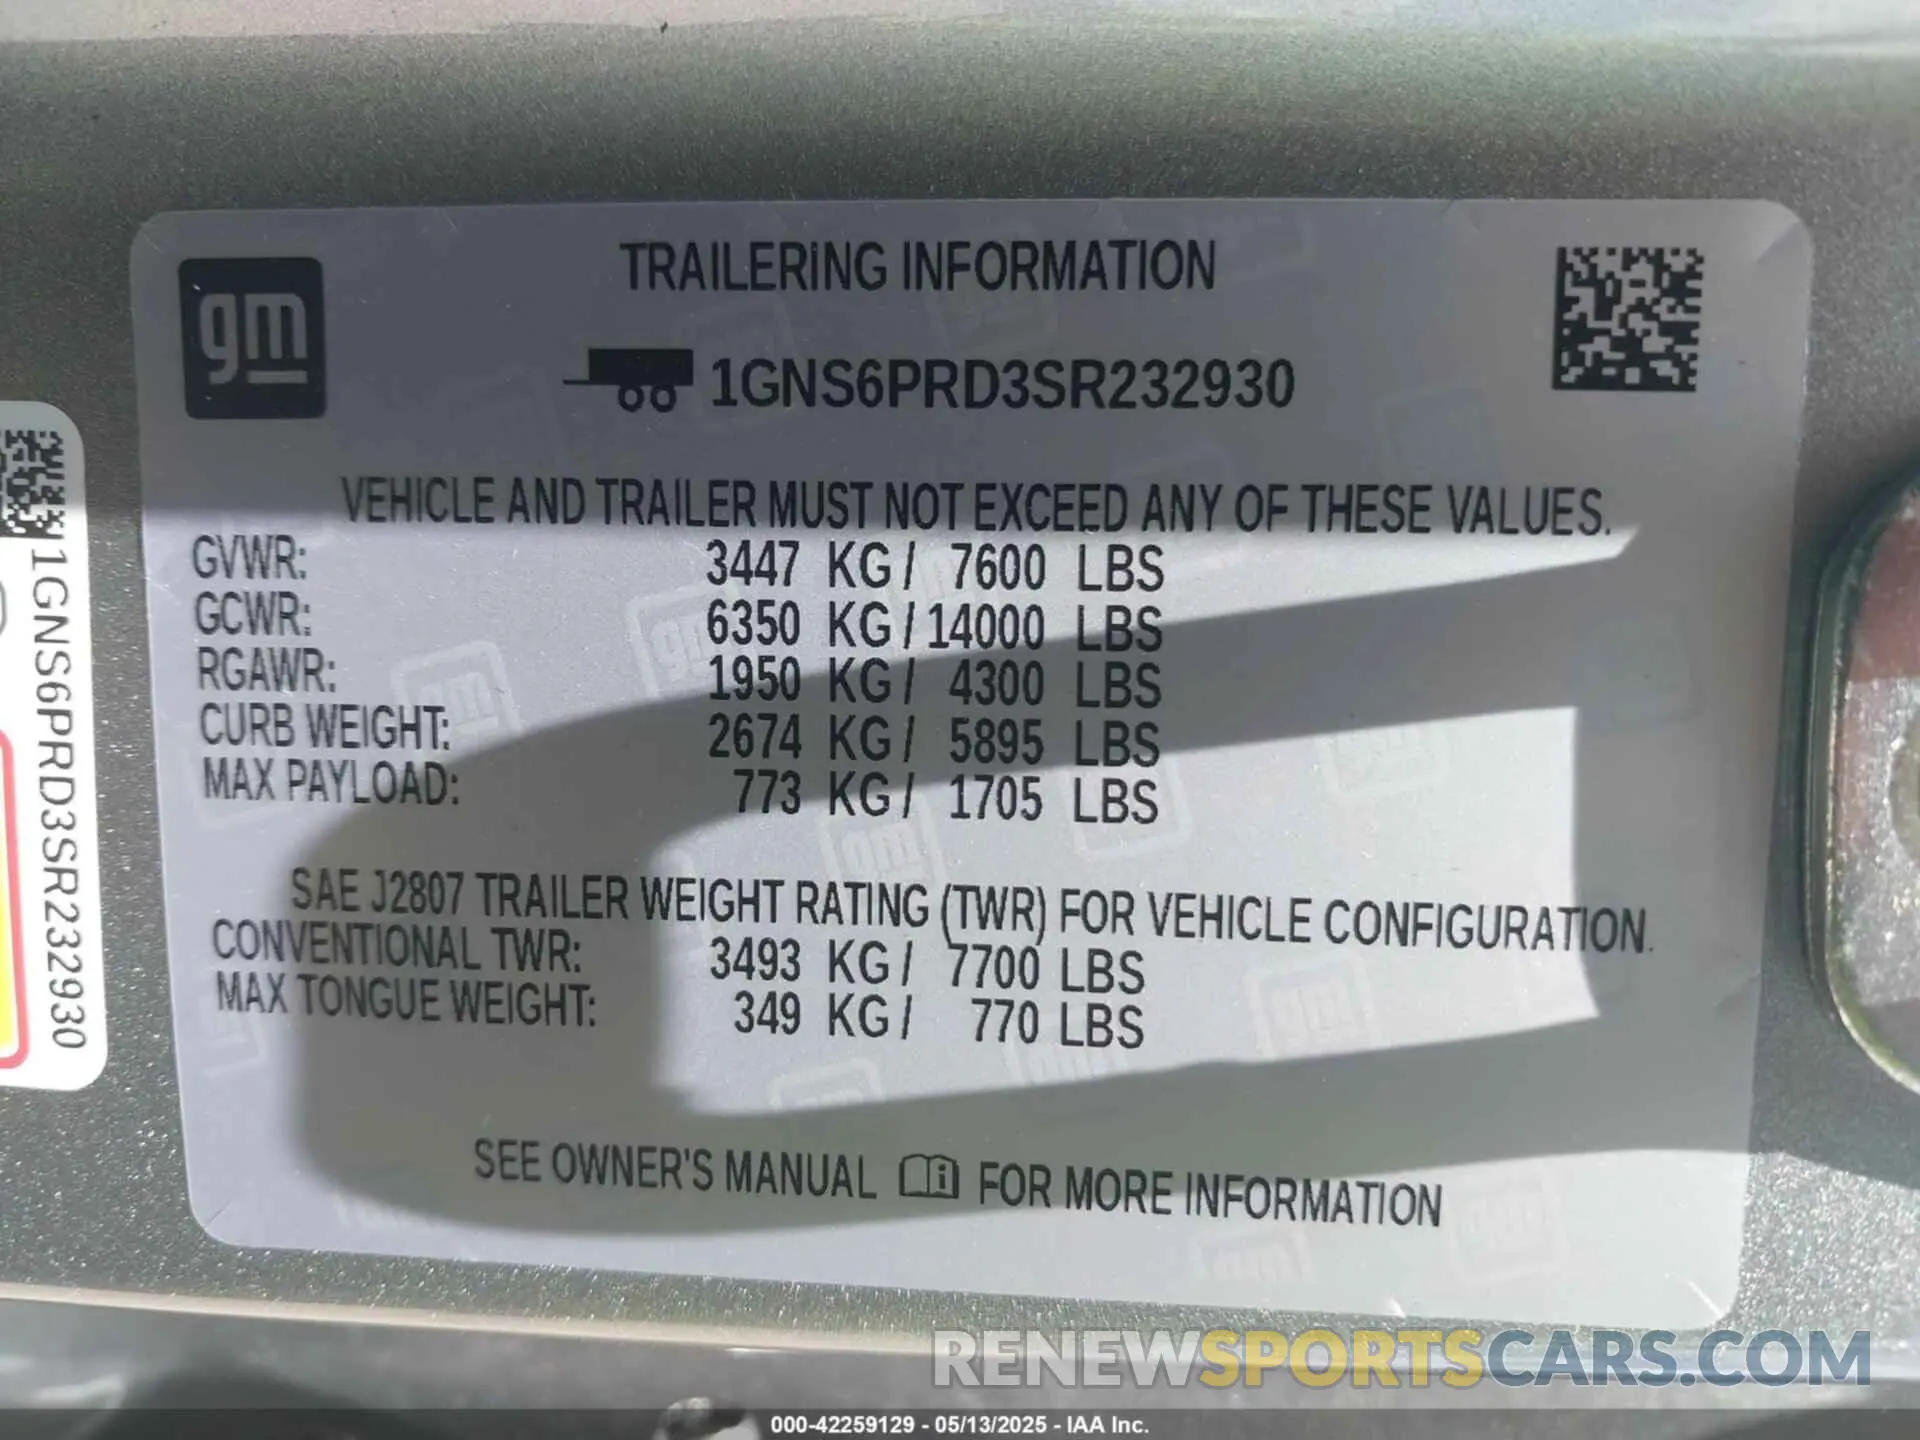 gm
TRAILERING INFORMATION
1GNS6PRD3SR232930
VEHICLE AND TRAILER MUST NOT EXCEED ANY OF THESE VALUES.
GVWR: 3447 KG / 7600 LBS
GCWR: 6350 KG / 14000 LBS
RGAWR: 1950 KG / 4300 LBS
CURB WEIGHT: 2674 KG / 5895 LBS
MAX PAYLOAD: 773 KG / 1705 LBS
SAE J2807 TRAILER WEIGHT RATING (TWR) FOR VEHICLE CONFIGURATION.
CONVENTIONAL TWR: 3493 KG / 7700 LBS
MAX TONGUE WEIGHT: 349 KG / 770 LBS
SEE OWNER'S MANUAL FOR MORE INFORMATION
1GNS6PRD3SR232930
RENEWSPORTSCARS.COM
000-42259129 - 05/13/2025 - IAA Inc.